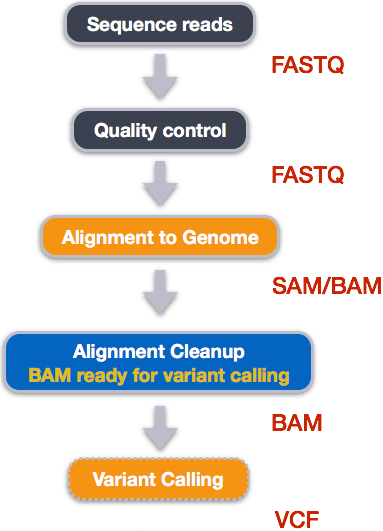 Sequence reads
FASTQ
Quality control
FASTQ
Alignment to Genome
SAM/BAM
Alignment Cleanup
BAM ready for variant calling
BAM
Variant Calling
VCF